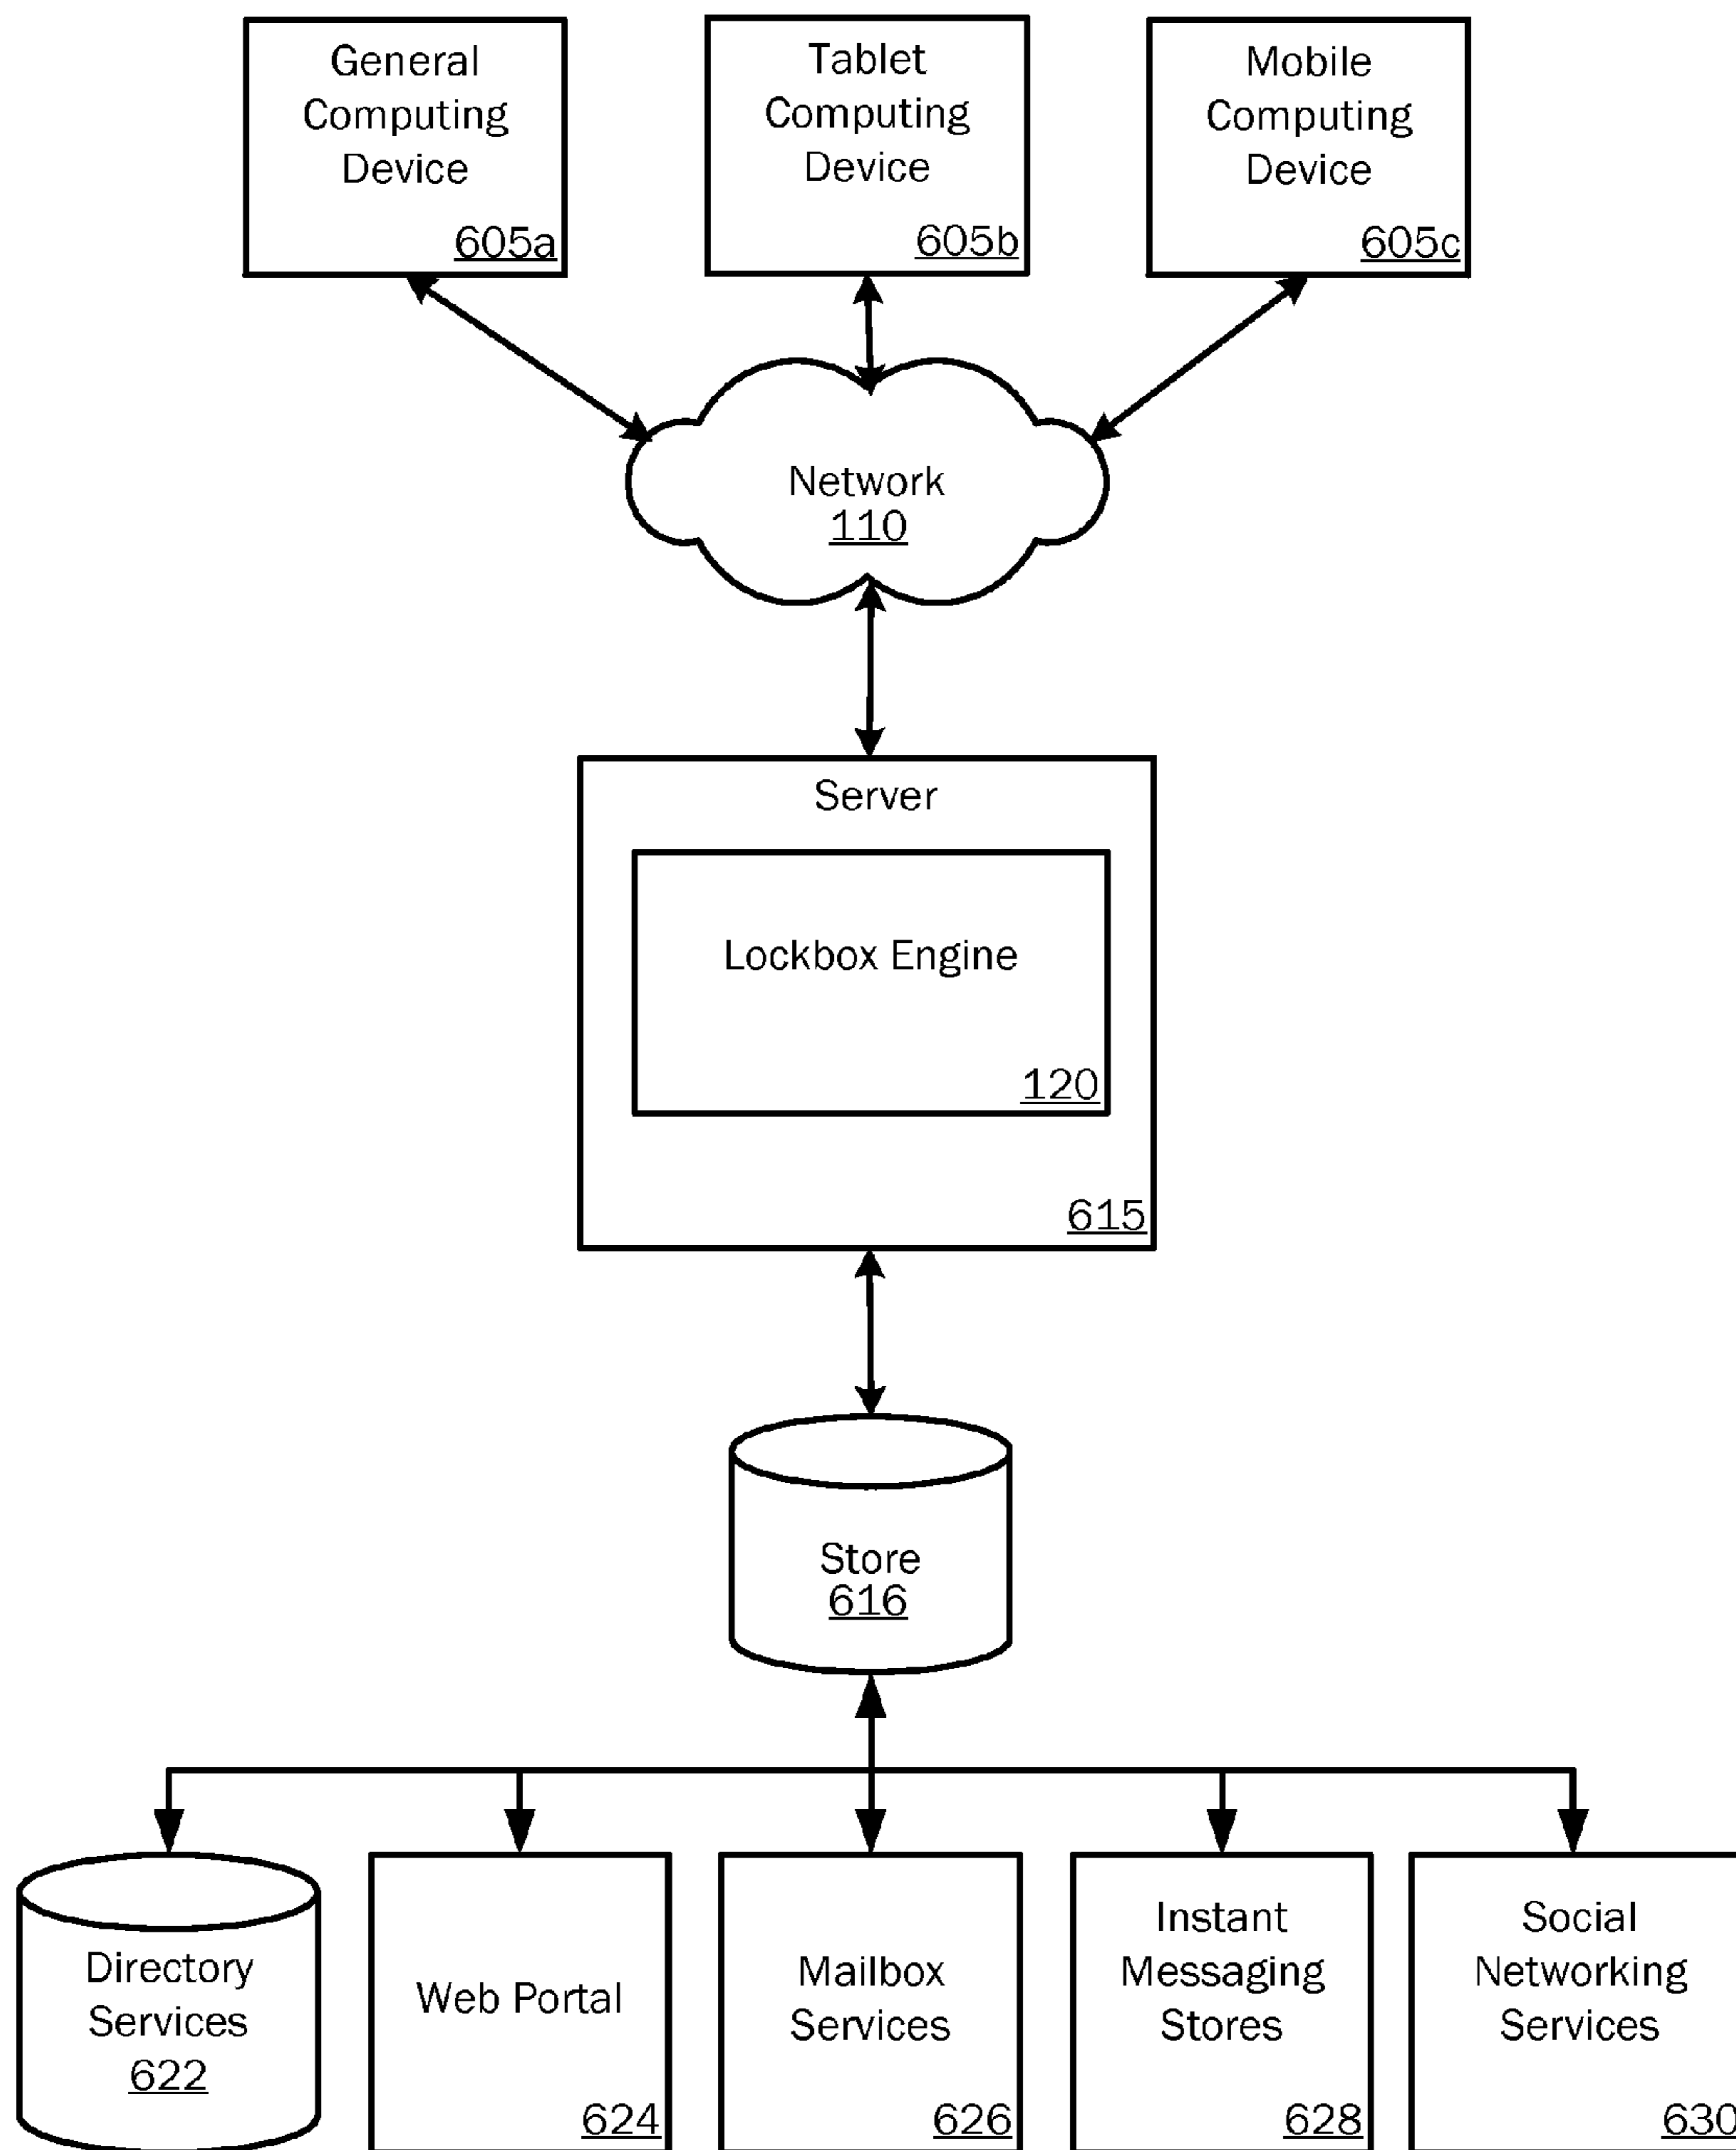 General
Computing
Device
605a
Tablet
Computing
Device
605b
Mobile
Computing
Device
605c
Network
110
Server
Lockbox Engine
120
615
Store
616
Directory
Services
622
Web Portal
624
Mailbox
Services
626
Instant
Messaging
Stores
628
Social
Networking
Services
630